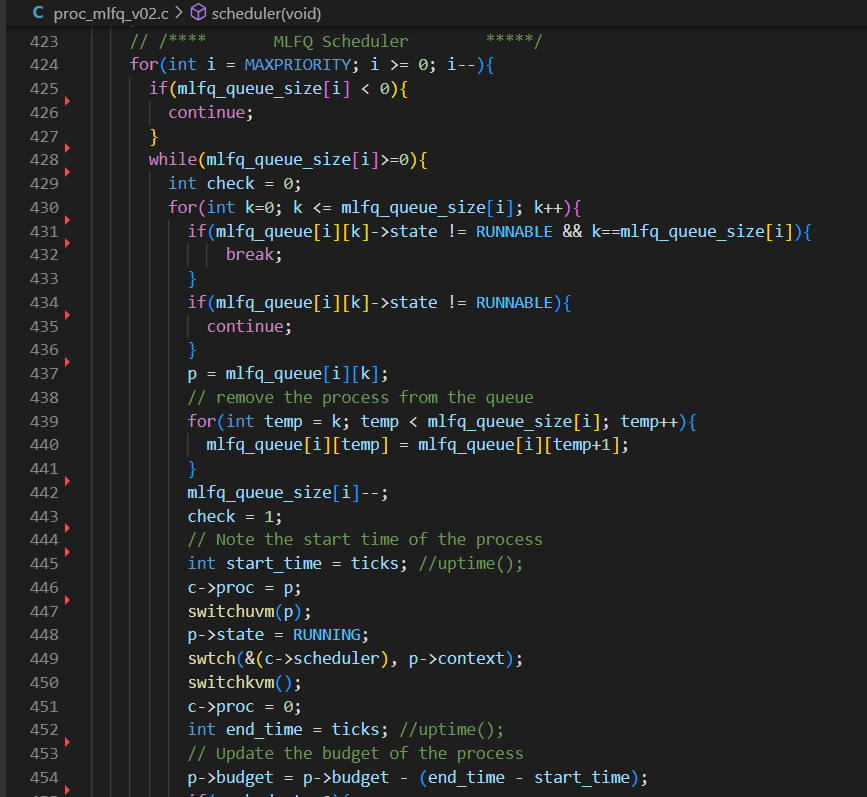 C proc_mlfq_v02.c > scheduler(void)
423 // /**** MLFQ Scheduler *****/
424 for(int i = MAXPRIORITY; i >= 0; i--){
425 if(mlfq_queue_size[i] < 0){
426 continue;
427 }
428 while(mlfq_queue_size[i]>=0){
429 int check = 0;
430 for(int k=0; k <= mlfq_queue_size[i]; k++){
431 if(mlfq_queue[i][k]->state != RUNNABLE && k==mlfq_queue_size[i]){
432 break;
433 }
434 if(mlfq_queue[i][k]->state != RUNNABLE){
435 continue;
436 }
437 p = mlfq_queue[i][k];
438 // remove the process from the queue
439 for(int temp = k; temp < mlfq_queue_size[i]; temp++){
440 mlfq_queue[i][temp] = mlfq_queue[i][temp+1];
441 }
442 mlfq_queue_size[i]--;
443 check = 1;
444 // Note the start time of the process
445 int start_time = ticks; //uptime();
446 c->proc = p;
447 switchuvm(p);
448 p->state = RUNNING;
449 swtch(&(c->scheduler), p->context);
450 switchkvm();
451 c->proc = 0;
452 int end_time = ticks; //uptime();
453 // Update the budget of the process
454 p->budget = p->budget - (end_time - start_time);